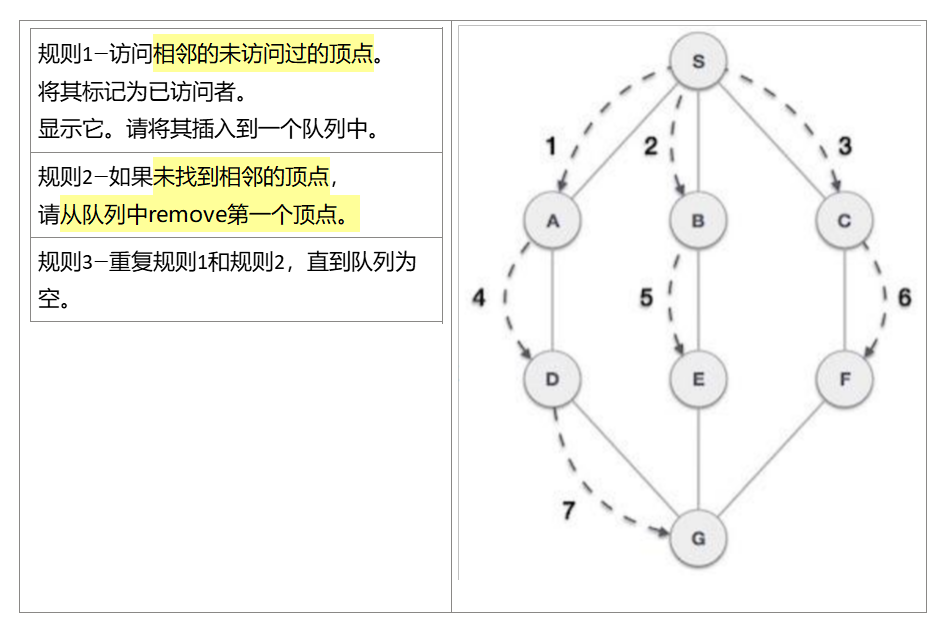 规则1–访问相邻的未访问过的顶点。
将其标记为已访问者。
显示它。请将其插入到一个队列中。
规则2–如果未找到相邻的顶点，
请从队列中remove第一个顶点。
规则3–重复规则1和规则2，直到队列为
空。
S
1
2
3
A
B
C
4
5
6
D
E
F
7
G